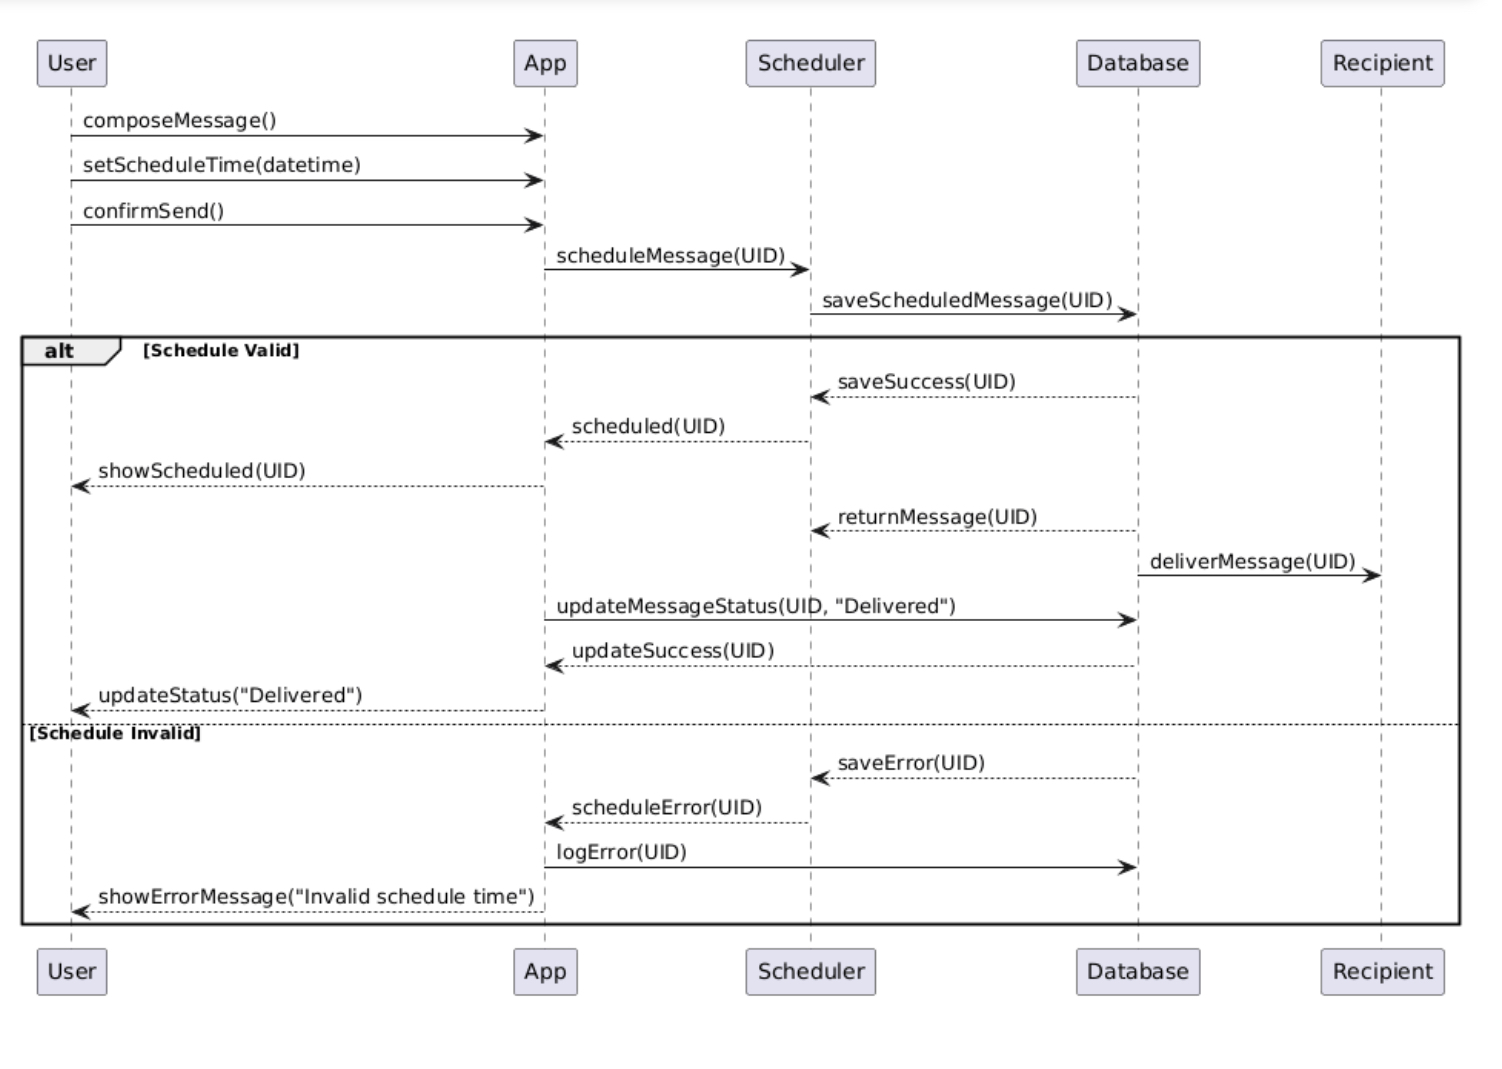 User App Scheduler Database Recipient
composeMessage()
setScheduleTime(datetime)
confirmSend()
scheduleMessage(UID)
saveScheduledMessage(UID)
alt [Schedule Valid]
saveSuccess(UID)
scheduled(UID)
showScheduled(UID)
returnMessage(UID)
deliverMessage(UID)
updateMessageStatus(UID, "Delivered")
updateSuccess(UID)
updateStatus("Delivered")
[Schedule Invalid]
saveError(UID)
scheduleError(UID)
logError(UID)
showErrorMessage("Invalid schedule time")
User App Scheduler Database Recipient